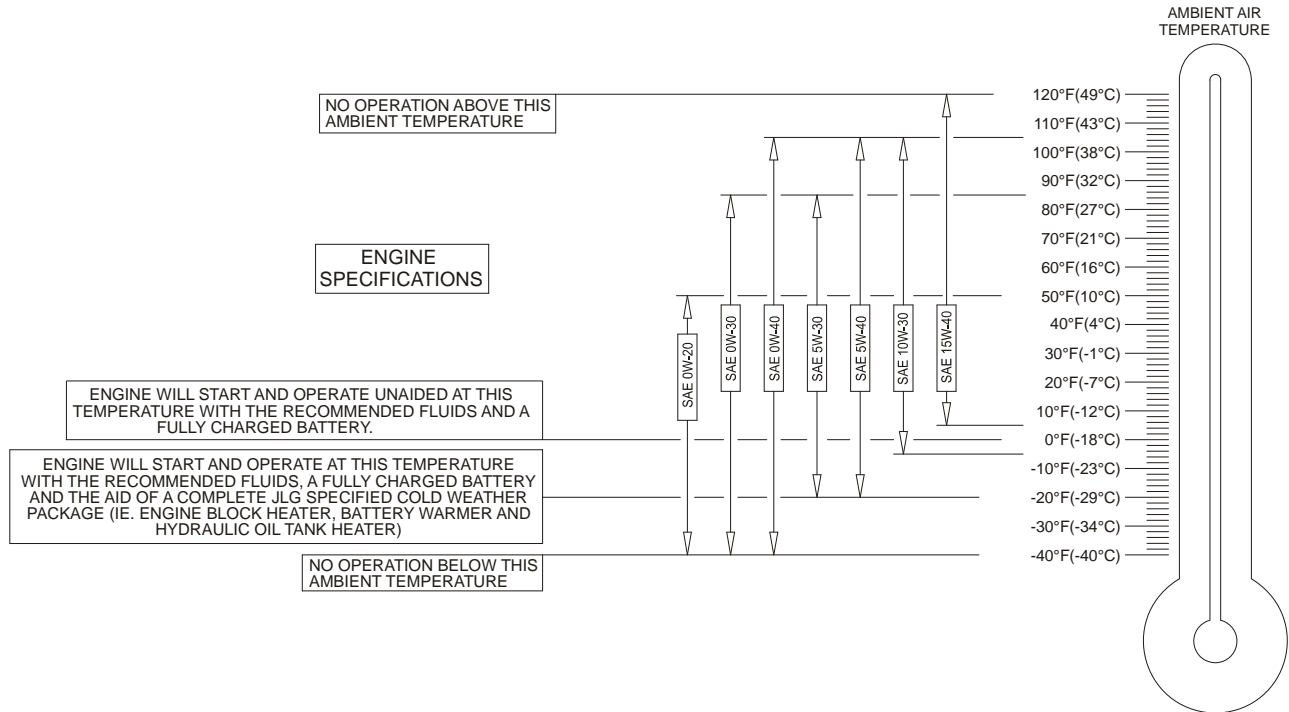 AMBIENT AIR
TEMPERATURE
NO OPERATION ABOVE THIS
AMBIENT TEMPERATURE
120°F(49°C)
110°F(43°C)
100°F(38°C)
90°F(32°C)
80°F(27°C)
70°F(21°C)
60°F(16°C)
50°F(10°C)
40°F(4°C)
30°F(-1°C)
20°F(-7°C)
10°F(-12°C)
0°F(-18°C)
-10°F(-23°C)
-20°F(-29°C)
-30°F(-34°C)
-40°F(-40°C)
ENGINE
SPECIFICATIONS
SAE 0W-20
SAE 0W-30
SAE 0W-40
SAE 5W-30
SAE 5W-40
SAE 10W-30
SAE 15W-40
ENGINE WILL START AND OPERATE UNAIDED AT THIS
TEMPERATURE WITH THE RECOMMENDED FLUIDS AND A
FULLY CHARGED BATTERY.
ENGINE WILL START AND OPERATE AT THIS TEMPERATURE
WITH THE RECOMMENDED FLUIDS, A FULLY CHARGED BATTERY
AND THE AID OF A COMPLETE JLG SPECIFIED COLD WEATHER
PACKAGE (IE. ENGINE BLOCK HEATER, BATTERY WARMER AND
HYDRAULIC OIL TANK HEATER)
NO OPERATION BELOW THIS
AMBIENT TEMPERATURE